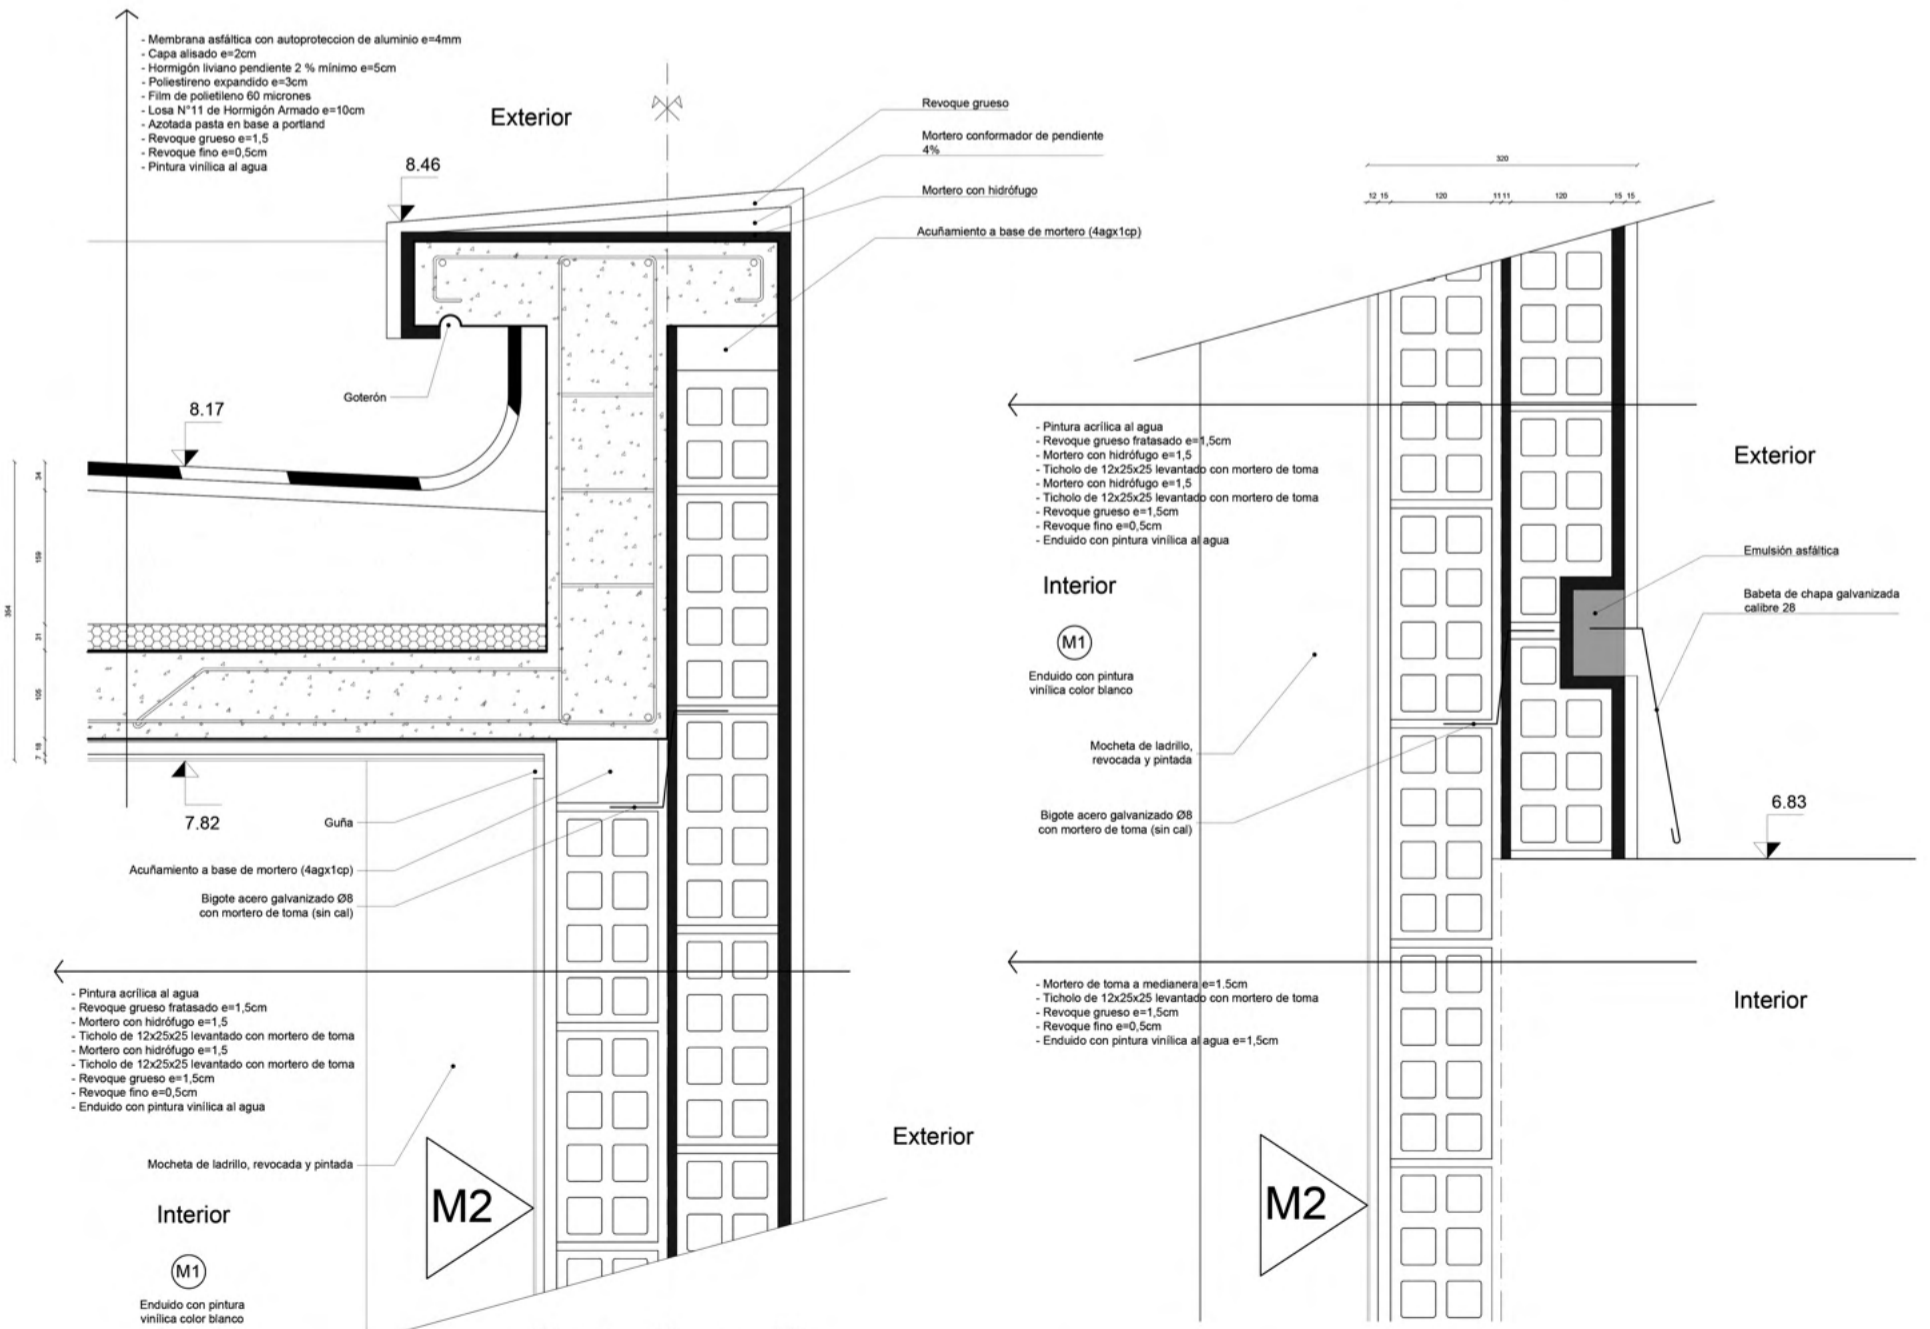 - Membrana asfáltica con autoproteccion de aluminio e=4mm
- Capa alisado e=2cm
- Hormigón liviano pendiente 2 % mínimo e=5cm
- Poliestireno expandido e=3cm
- Film de polietileno 60 micrones
- Losa N°11 de Hormigón Armado e=10cm
- Azotada pasta en base a portland
- Revoque grueso e=1,5
- Revoque fino e=0,5cm
- Pintura vinílica al agua
Exterior
8.46
Revoque grueso
Mortero conformador de pendiente
4%
Mortero con hidrófugo
Acuñamiento a base de mortero (4agx1cp)
Goterón
8.17
34
159
354
31
105
18
7
7.82
Guña
Acuñamiento a base de mortero (4agx1cp)
Bigote acero galvanizado Ø8
con mortero de toma (sin cal)
- Pintura acrílica al agua
- Revoque grueso fratasado e=1,5cm
- Mortero con hidrófugo e=1,5
- Ticholo de 12x25x25 levantado con mortero de toma
- Mortero con hidrófugo e=1,5
- Ticholo de 12x25x25 levantado con mortero de toma
- Revoque grueso e=1,5cm
- Revoque fino e=0,5cm
- Enduido con pintura vinílica al agua
Mocheta de ladrillo, revocada y pintada
Interior
M1
Enduido con pintura
vinílica color blanco
M2
Exterior
320
12 15 120 11 11 120 15 15
- Pintura acrílica al agua
- Revoque grueso fratasado e=1,5cm
- Mortero con hidrófugo e=1,5
- Ticholo de 12x25x25 levantado con mortero de toma
- Mortero con hidrófugo e=1,5
- Ticholo de 12x25x25 levantado con mortero de toma
- Revoque grueso e=1,5cm
- Revoque fino e=0,5cm
- Enduido con pintura vinílica al agua
Exterior
Interior
M1
Enduido con pintura
vinílica color blanco
Emulsión asfáltica
Babeta de chapa galvanizada
calibre 28
Mocheta de ladrillo,
revocada y pintada
Bigote acero galvanizado Ø8
con mortero de toma (sin cal)
6.83
- Mortero de toma a medianera e=1.5cm
- Ticholo de 12x25x25 levantado con mortero de toma
- Revoque grueso e=1,5cm
- Revoque fino e=0,5cm
- Enduido con pintura vinílica al agua e=1,5cm
Interior
M2